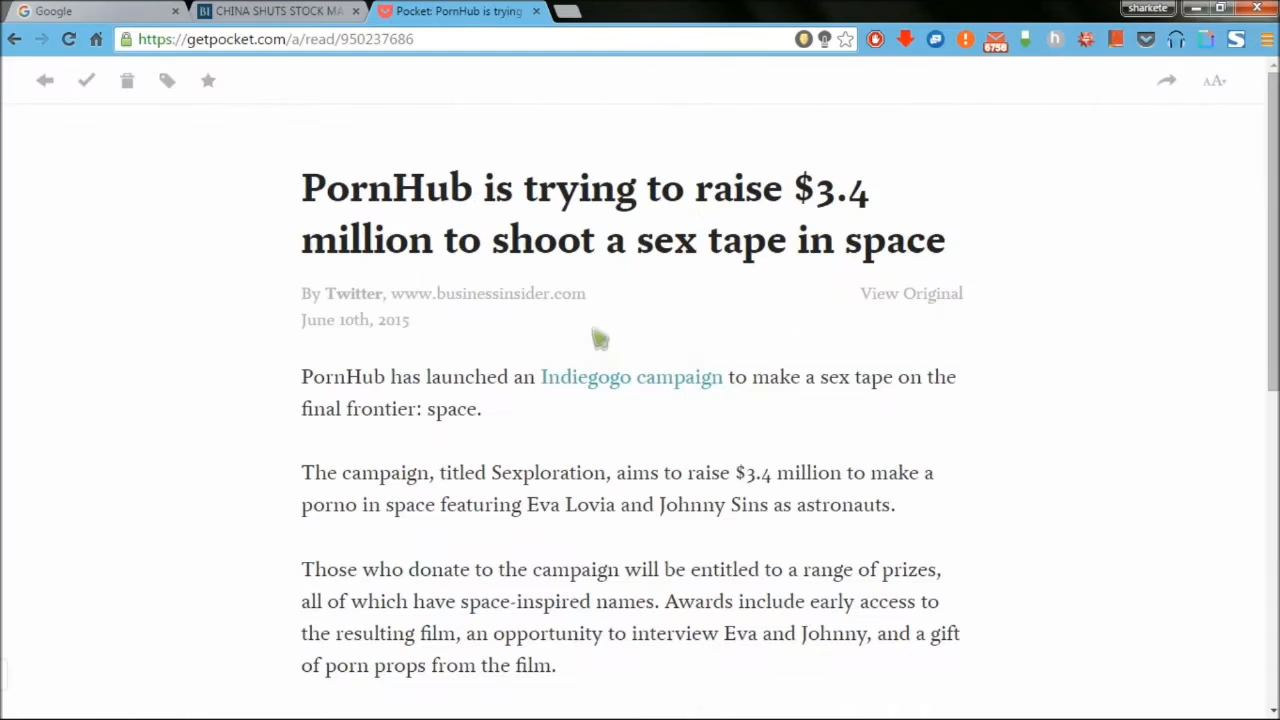 Google
CHINA SHUTS STOCK MA
Pocket: PornHub is trying
sharkete
https://getpocket.com/a/read/950237686
6758
h
S
AA
PornHub is trying to raise $3.4
million to shoot a sex tape in space
By Twitter, www.businessinsider.com
View Original
June 10th, 2015
PornHub has launched an Indiegogo campaign to make a sex tape on the
final frontier: space.
The campaign, titled Sexploration, aims to raise $3.4 million to make a
porno in space featuring Eva Lovia and Johnny Sins as astronauts.
Those who donate to the campaign will be entitled to a range of prizes,
all of which have space-inspired names. Awards include early access to
the resulting film, an opportunity to interview Eva and Johnny, and a gift
of porn props from the film.